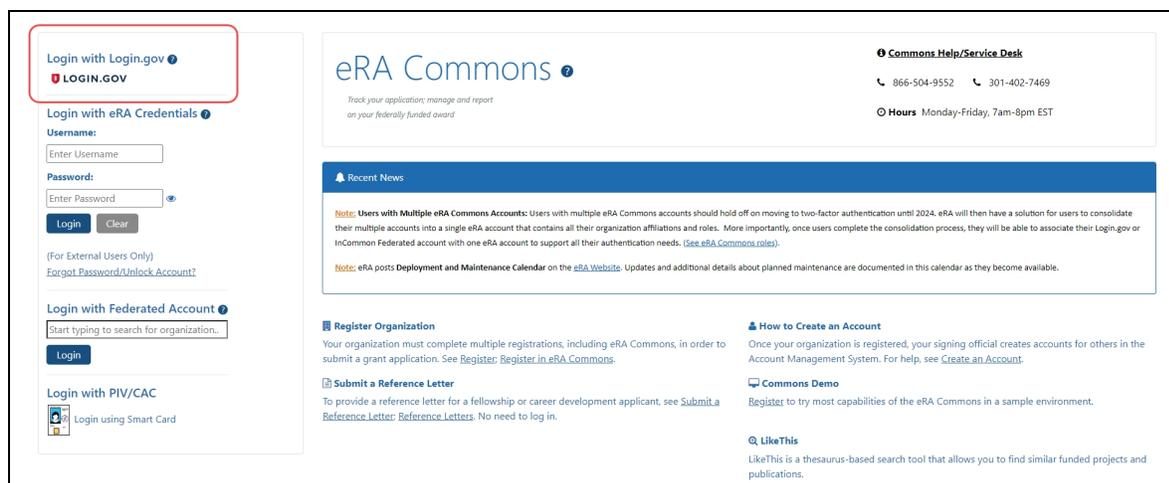 Login with Login.gov
LOGIN.GOV
Login with eRA Credentials
Username:
Enter Username
Password:
Enter Password
Login Clear
(For External Users Only)
Forgot Password/Unlock Account?
Login with Federated Account
Start typing to search for organization..
Login
Login with PIV/CAC
Login using Smart Card
eRA Commons
Track your application; manage and report
on your federally funded award
Commons Help/Service Desk
866-504-9552 301-402-7469
Hours Monday-Friday, 7am-8pm EST
Recent News
Note: Users with Multiple eRA Commons Accounts: Users with multiple eRA Commons accounts should hold off on moving to two-factor authentication until 2024. eRA will then have a solution for users to consolidate
their multiple accounts into a single eRA account that contains all their organization affiliations and roles. More importantly, once users complete the consolidation process, they will be able to associate their Login.gov or
InCommon Federated account with one eRA account to support all their authentication needs. (See eRA Commons roles).
Note: eRA posts Deployment and Maintenance Calendar on the eRA Website. Updates and additional details about planned maintenance are documented in this calendar as they become available.
Register Organization
Your organization must complete multiple registrations, including eRA Commons, in order to
submit a grant application. See Register; Register in eRA Commons.
Submit a Reference Letter
To provide a reference letter for a fellowship or career development applicant, see Submit a
Reference Letter; Reference Letters. No need to log in.
How to Create an Account
Once your organization is registered, your signing official creates accounts for others in the
Account Management System. For help, see Create an Account.
Commons Demo
Register to try most capabilities of the eRA Commons in a sample environment.
LikeThis
LikeThis is a thesaurus-based search tool that allows you to find similar funded projects and
publications.